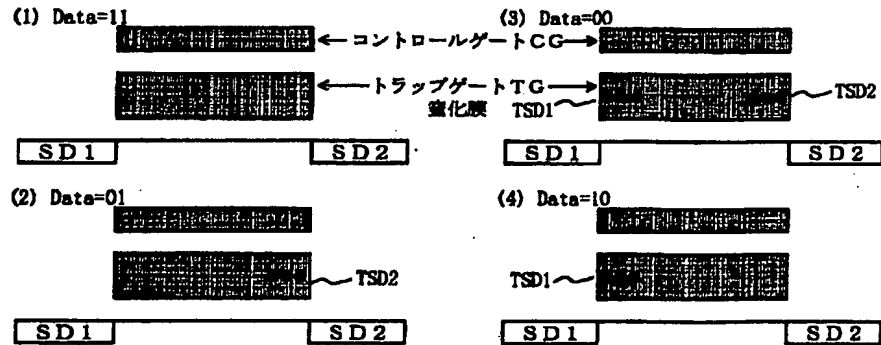 (1) Data=11
コントロールゲートCG
トラップゲートTG
窒化膜
SD1
SD2
(3) Data=00
TSD1
TSD2
SD1
SD2
(2) Data=01
TSD2
SD1
SD2
(4) Data=10
TSD1
SD1
SD2